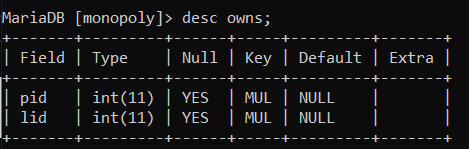 MariaDB [monopoly]> desc owns;
+-------+---------+------+-----+---------+-------+
| Field | Type    | Null | Key | Default | Extra |
+-------+---------+------+-----+---------+-------+
| pid   | int(11) | YES  | MUL | NULL    |       |
| lid   | int(11) | YES  | MUL | NULL    |       |
+-------+---------+------+-----+---------+-------+